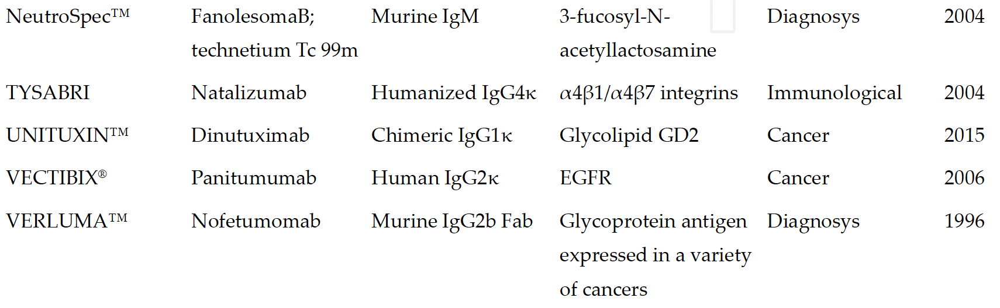 NeutroSpec™ FanolesomaB; Murine IgM 3-fucosyl-N- Diagnosys 2004
technetium Tc 99m acetyllactosamine
TYSABRI Natalizumab Humanized IgG4κ α4β1/α4β7 integrins Immunological 2004
UNITUXIN™ Dinutuximab Chimeric IgG1κ Glycolipid GD2 Cancer 2015
VECTIBIX® Panitumumab Human IgG2κ EGFR Cancer 2006
VERLUMA™ Nofetumomab Murine IgG2b Fab Glycoprotein antigen Diagnosys 1996
expressed in a variety
of cancers